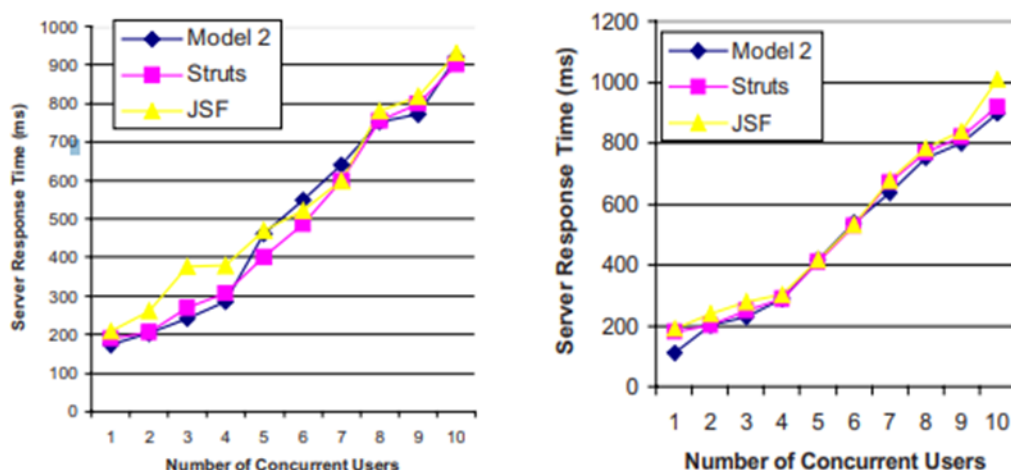 1000
900
800
700
600
500
400
300
200
100
0
Server Response Time (ms)
Model 2
Struts
JSF
1 2 3 4 5 6 7 8 9 10
Number of Concurrent Users
1200
1000
800
600
400
200
0
Server Response Time (ms)
Model 2
Struts
JSF
1 2 3 4 5 6 7 8 9 10
Number of Concurrent Users